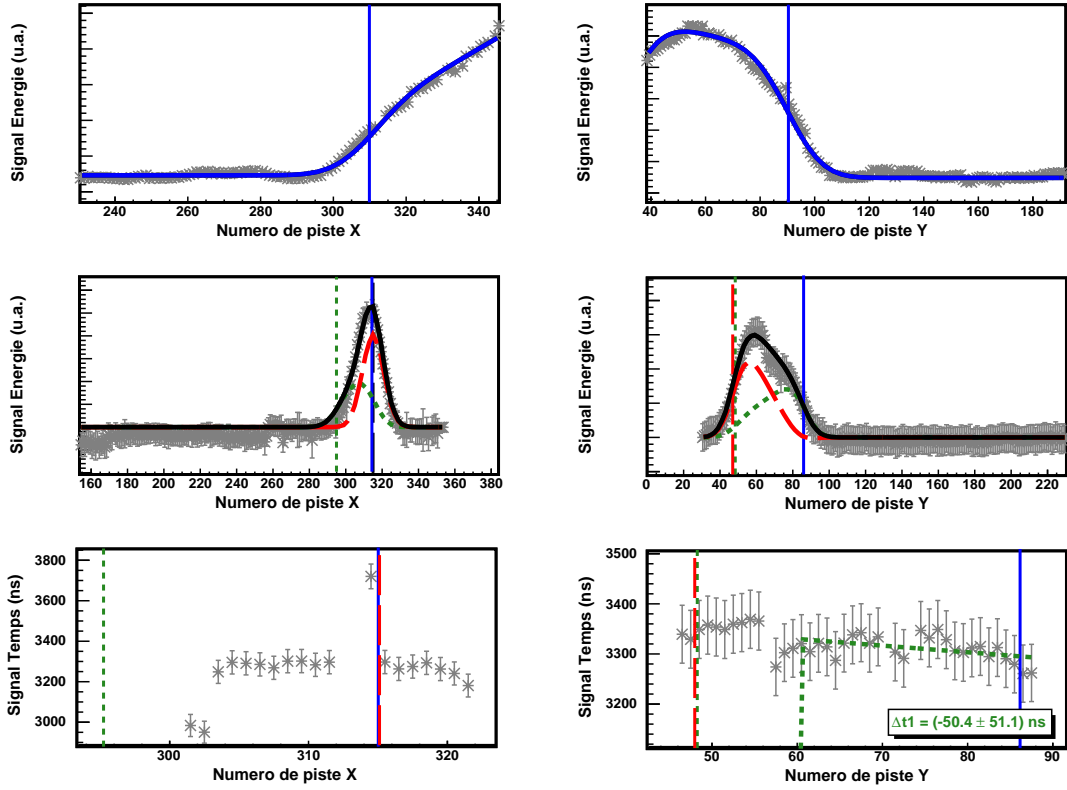 Signal Energie (u.a.)
240 260 280 300 320 340
Numero de piste X
Signal Energie (u.a.)
40 60 80 100 120 140 160 180
Numero de piste Y
Signal Energie (u.a.)
160 180 200 220 240 260 280 300 320 340 360 380
Numero de piste X
Signal Energie (u.a.)
0 20 40 60 80 100 120 140 160 180 200 220
Numero de piste Y
Signal Temps (ns)
3800
3600
3400
3200
3000
300 310 320
Numero de piste X
Signal Temps (ns)
3500
3400
3300
3200
Δt1 = (-50.4 ± 51.1) ns
50 60 70 80 90
Numero de piste Y